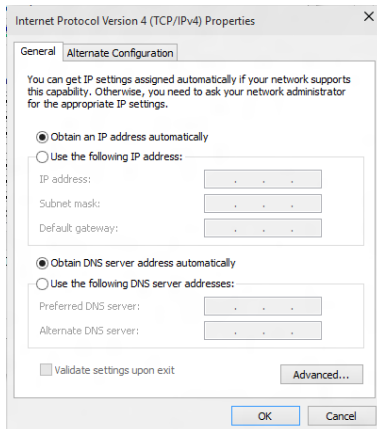 Internet Protocol Version 4 (TCP/IPv4) Properties
General
Alternate Configuration
You can get IP settings assigned automatically if your network supports
this capability. Otherwise, you need to ask your network administrator
for the appropriate IP settings.
Obtain an IP address automatically
Use the following IP address:
IP address:
Subnet mask:
Default gateway:
Obtain DNS server address automatically
Use the following DNS server addresses:
Preferred DNS server:
Alternate DNS server:
Validate settings upon exit
Advanced...
OK
Cancel